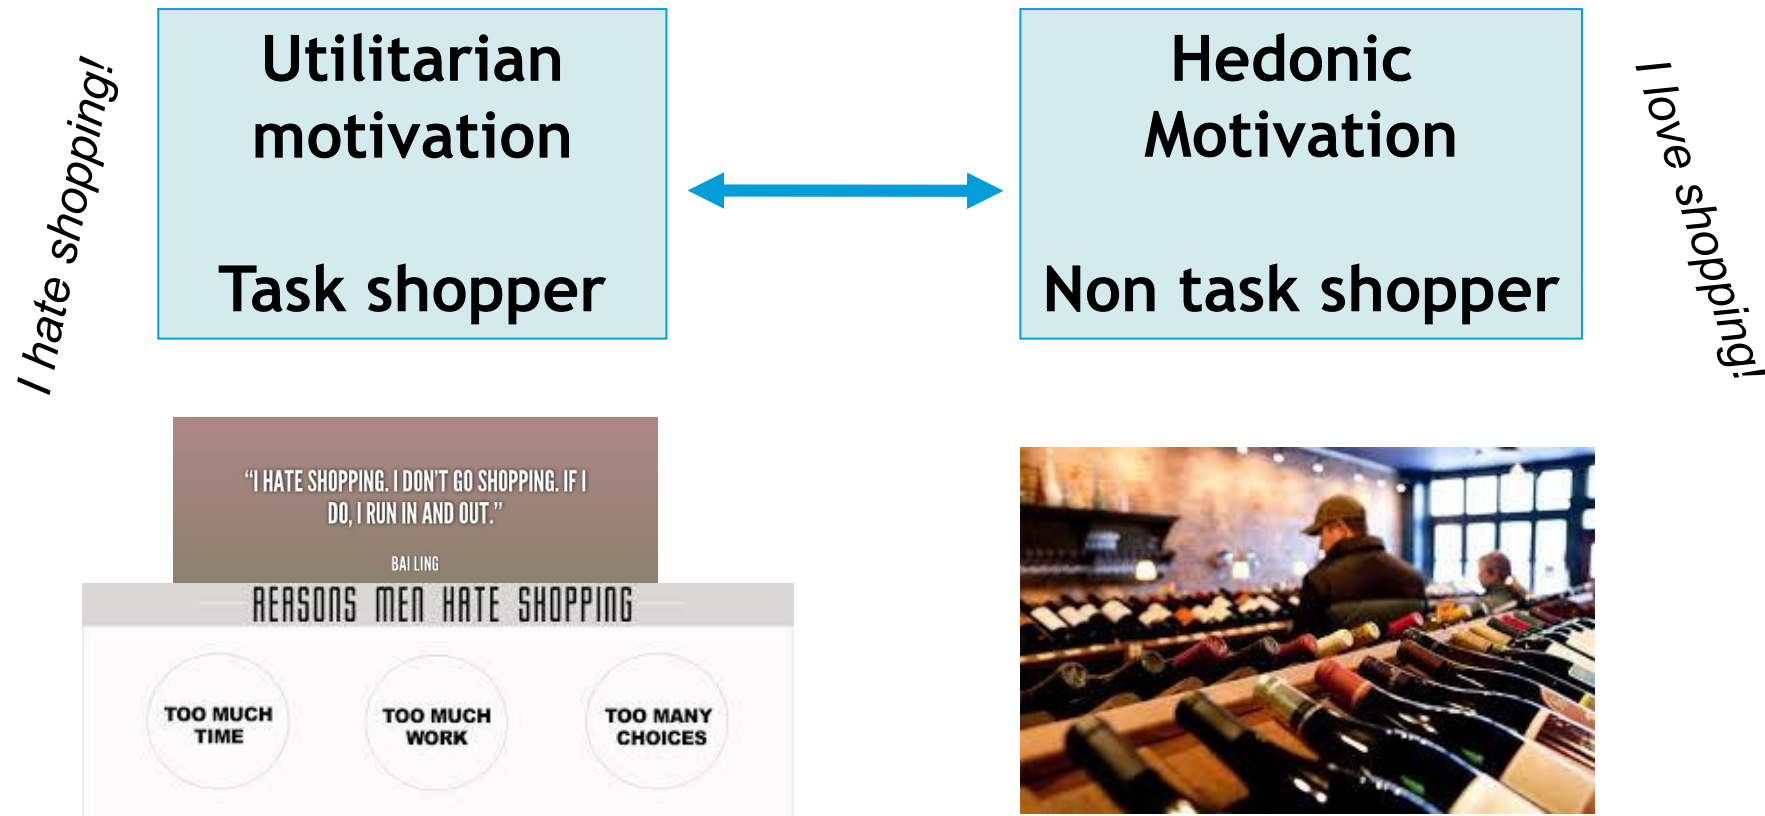 I hate shopping!
Utilitarian
motivation
Task shopper
Hedonic
Motivation
Non task shopper
I love shopping!
“I HATE SHOPPING. I DON'T GO SHOPPING. IF I
DO, I RUN IN AND OUT.”
BAI LING
REASONS MEN HATE SHOPPING
TOO MUCH
TIME
TOO MUCH
WORK
TOO MANY
CHOICES